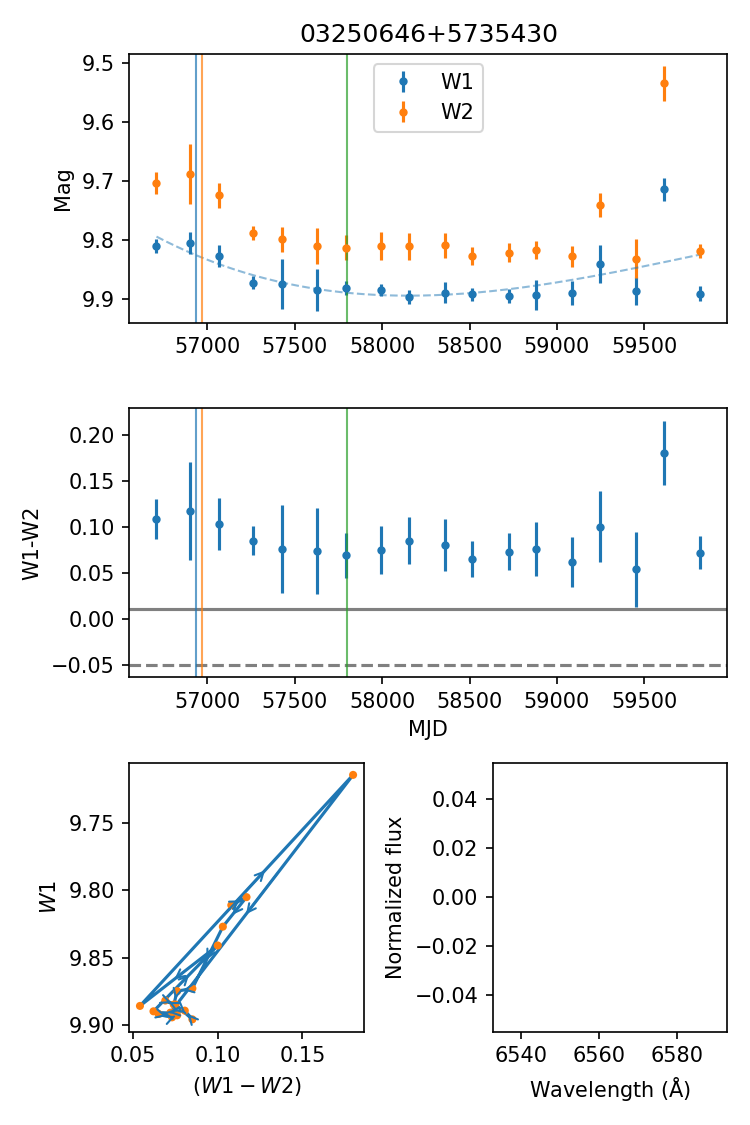 03250646+5735430
9.5
9.6
9.7
9.8
9.9
Mag
W1
W2
57000 57500 58000 58500 59000 59500
0.20
0.15
0.10
0.05
0.00
−0.05
W1-W2
57000 57500 58000 58500 59000 59500
MJD
9.75
9.80
9.85
9.90
W1
0.05 0.10 0.15
(W1 − W2)
0.04
0.02
0.00
−0.02
−0.04
Normalized flux
6540 6560 6580
Wavelength (Å)